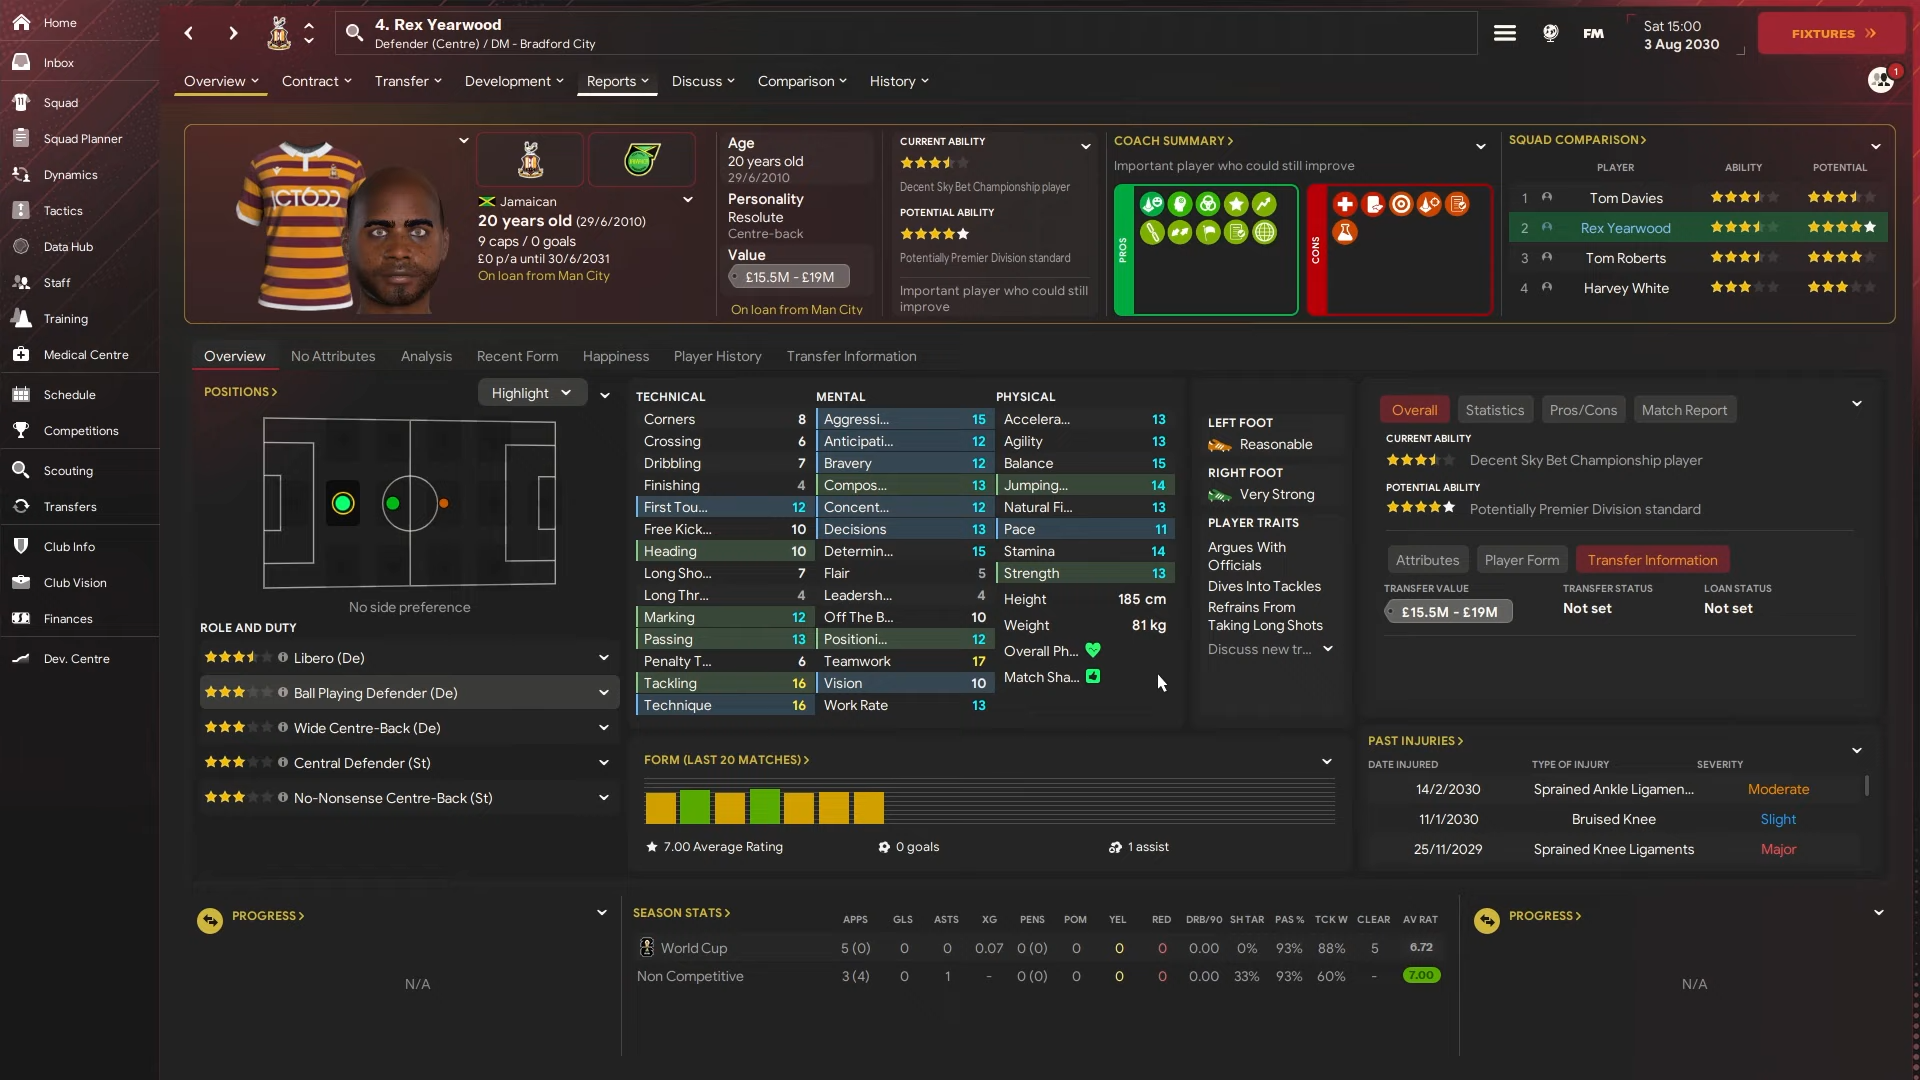 Home
Inbox
Squad
Squad Planner
Dynamics
Tactics
Data Hub
Staff
Training
Medical Centre
Schedule
Competitions
Scouting
Transfers
Club Info
Club Vision
Finances
Dev. Centre
4. Rex Yearwood
Defender (Centre) / DM - Bradford City
FM
Sat 15:00
3 Aug 2030
FIXTURES
1
Overview Contract Transfer Development Reports Discuss Comparison History
Jamaican
20 years old (29/6/2010)
9 caps / 0 goals
£0 p/a until 30/6/2031
On loan from Man City
Age
20 years old
29/6/2010
Personality
Resolute
Centre-back
Value
£15.5M - £19M
On loan from Man City
CURRENT ABILITY
Decent Sky Bet Championship player
POTENTIAL ABILITY
Potentially Premier Division standard
Important player who could still improve
COACH SUMMARY
Important player who could still improve
PROS
CONS
SQUAD COMPARISON
PLAYER ABILITY POTENTIAL
1 Tom Davies
2 Rex Yearwood
3 Tom Roberts
4 Harvey White
Overview No Attributes Analysis Recent Form Happiness Player History Transfer Information
POSITIONS
Highlight
No side preference
ROLE AND DUTY
Libero (De)
Ball Playing Defender (De)
Wide Centre-Back (De)
Central Defender (St)
No-Nonsense Centre-Back (St)
TECHNICAL
Corners 8
Crossing 6
Dribbling 7
Finishing 4
First Tou... 12
Free Kick... 10
Heading 10
Long Sho... 7
Long Thr... 4
Marking 12
Passing 13
Penalty T... 6
Tackling 16
Technique 16
MENTAL
Aggressi... 15
Anticipati... 12
Bravery 12
Compos... 13
Concent... 12
Decisions 13
Determin... 15
Flair 5
Leadersh... 4
Off The B... 10
Positioni... 12
Teamwork 17
Vision 10
Work Rate 13
PHYSICAL
Accelera... 13
Agility 13
Balance 15
Jumping... 14
Natural Fi... 13
Pace 11
Stamina 14
Strength 13
Height 185 cm
Weight 81 kg
Overall Ph...
Match Sha...
LEFT FOOT
Reasonable
RIGHT FOOT
Very Strong
PLAYER TRAITS
Argues With
Officials
Dives Into Tackles
Refrains From
Taking Long Shots
Discuss new tr...
Overall Statistics Pros/Cons Match Report
CURRENT ABILITY
Decent Sky Bet Championship player
POTENTIAL ABILITY
Potentially Premier Division standard
Attributes Player Form Transfer Information
TRANSFER VALUE TRANSFER STATUS LOAN STATUS
£15.5M - £19M Not set Not set
FORM (LAST 20 MATCHES)
7.00 Average Rating 0 goals 1 assist
PAST INJURIES
DATE INJURED TYPE OF INJURY SEVERITY
14/2/2030 Sprained Ankle Ligamen... Moderate
11/1/2030 Bruised Knee Slight
25/11/2029 Sprained Knee Ligaments Major
PROGRESS
N/A
SEASON STATS
APPS GLS ASTS XG PENS POM YEL RED DRB/90 SH TAR PAS % TCK W CLEAR AV RAT
World Cup 5 (0) 0 0 0.07 0 (0) 0 0 0 0.00 0% 93% 88% 5 6.72
Non Competitive 3 (4) 0 1 - 0 (0) 0 0 0 0.00 33% 93% 60% - 7.00
PROGRESS
N/A